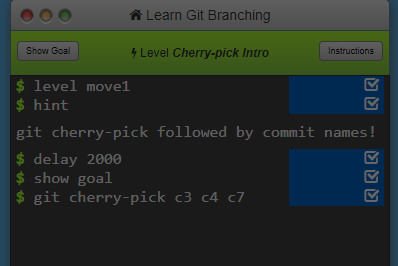 Learn Git Branching
Show Goal
Level Cherry-pick Intro
Instructions
$ level move1
$ hint
git cherry-pick followed by commit names!
$ delay 2000
$ show goal
$ git cherry-pick c3 c4 c7